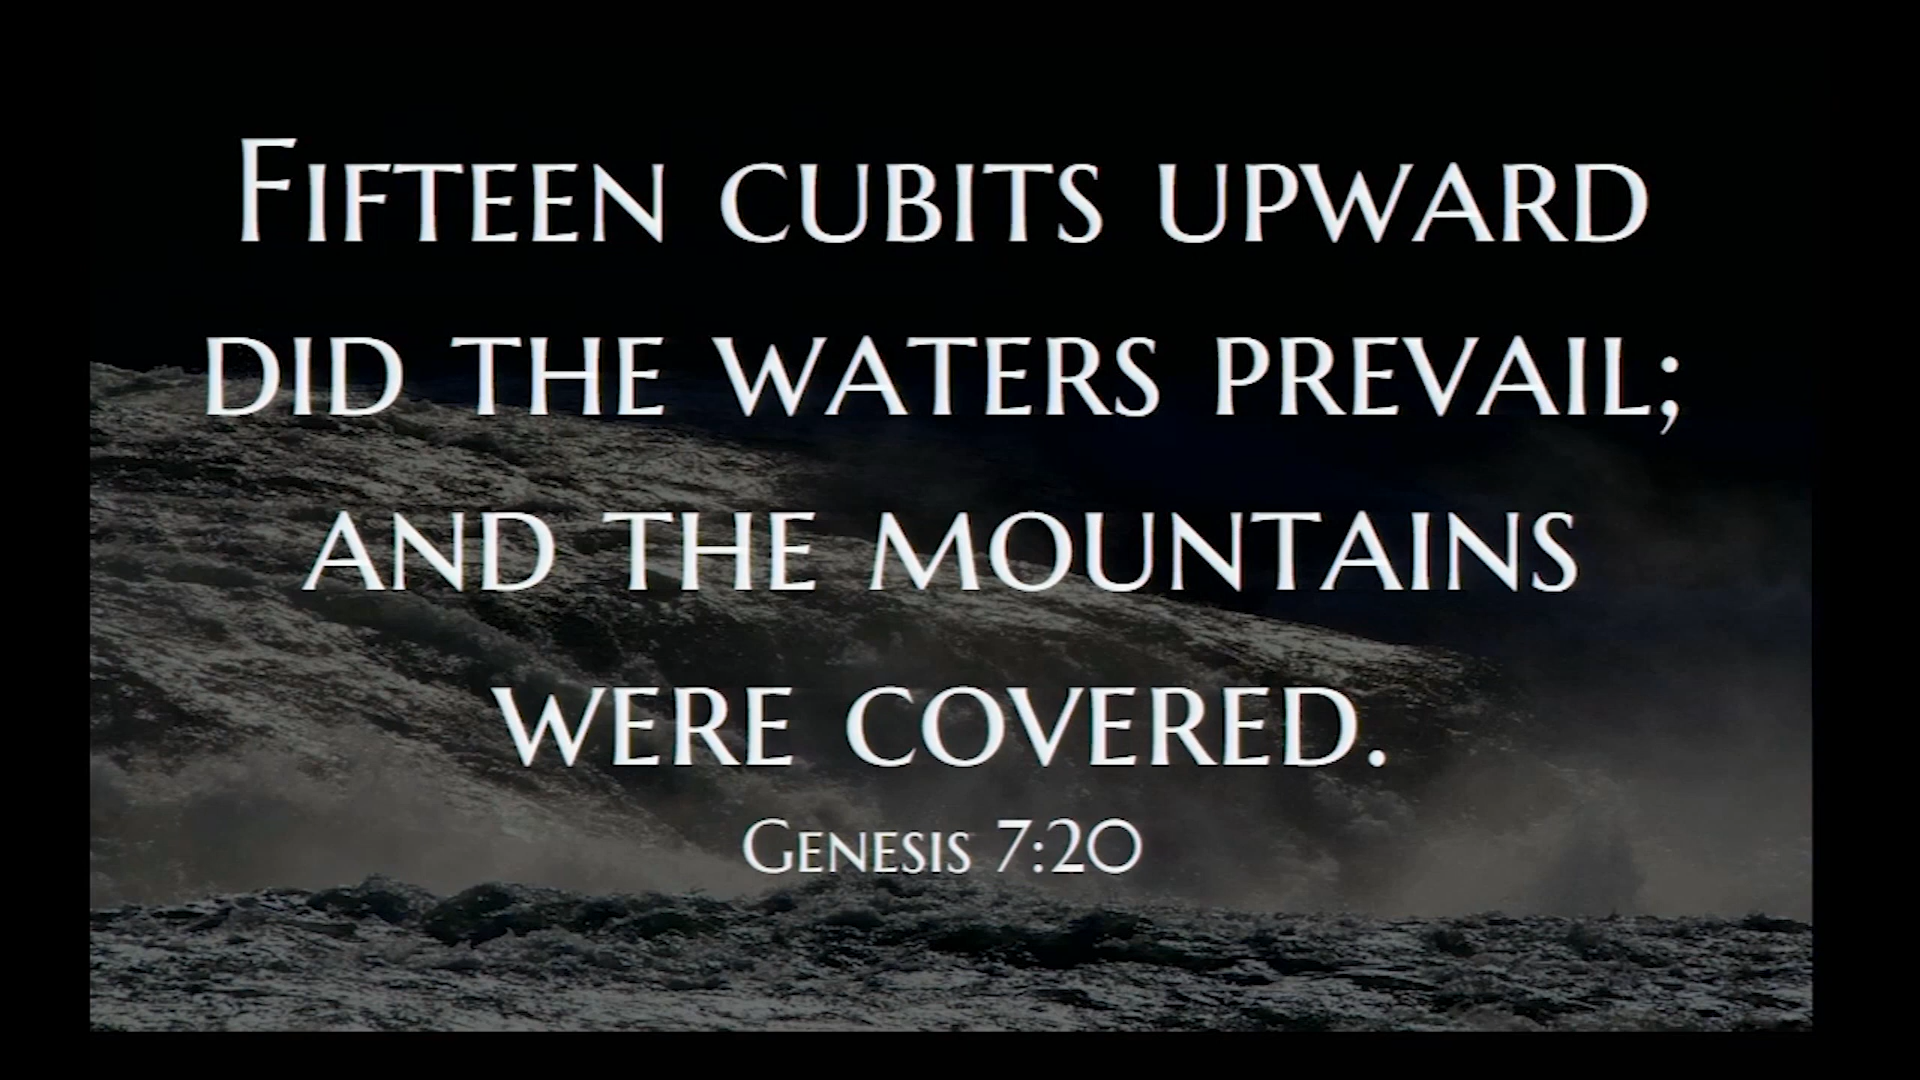 Fifteen cubits upward
did the waters prevail;
and the mountains
were covered.
Genesis 7:20